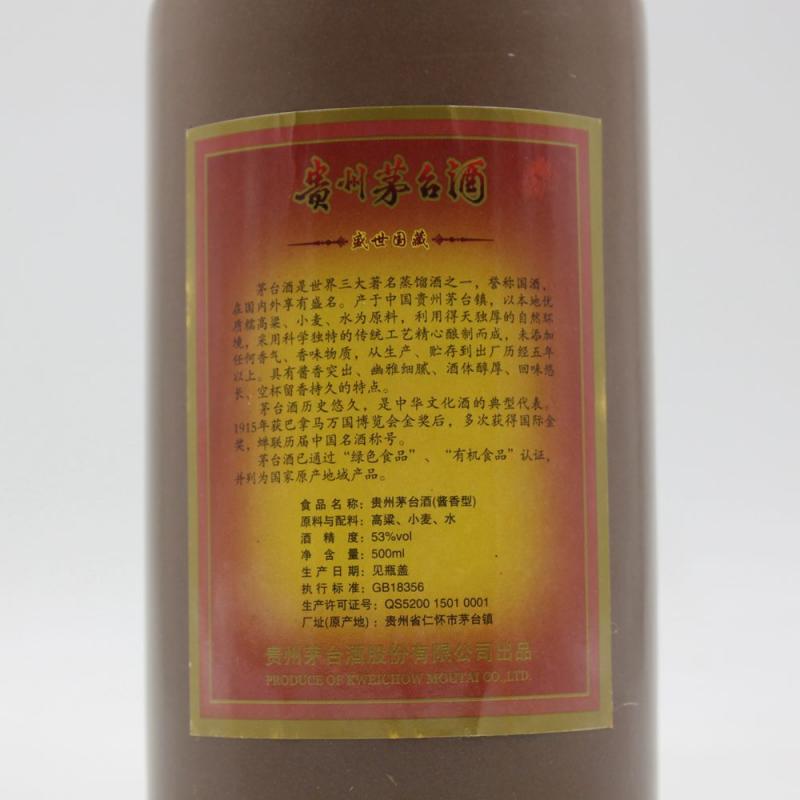 贵州茅台酒
盛世国藏
茅台酒是世界三大著名蒸馏酒之一，誉称国酒，
在国内外享有盛名。产于中国贵州茅台镇，以本地优
质糯高粱、小麦、水为原料，利用得天独厚的自然环
境，采用科学独特的传统工艺精心酿制而成，未添加
任何香气、香味物质，从生产、贮存到出厂历经五年
以上。具有酱香突出、幽雅细腻、酒体醇厚、回味悠
长、空杯留香持久的特点。
茅台酒历史悠久，是中华文化酒的典型代表。
1915年获巴拿马万国博览会金奖后，多次获得国际金
奖，蝉联历届中国名酒称号。
茅台酒已通过“绿色食品”、“有机食品”认证，
并列为国家原产地域产品。
食品名称：贵州茅台酒(酱香型)
原料与配料：高粱、小麦、水
酒 精 度：53%vol
净 含 量：500ml
生产日期：见瓶盖
执行标准：GB18356
生产许可证号：QS5200 1501 0001
厂址(原产地)：贵州省仁怀市茅台镇
贵州茅台酒股份有限公司出品
PRODUCE OF KWEICHOW MOUTAI CO.,LTD.